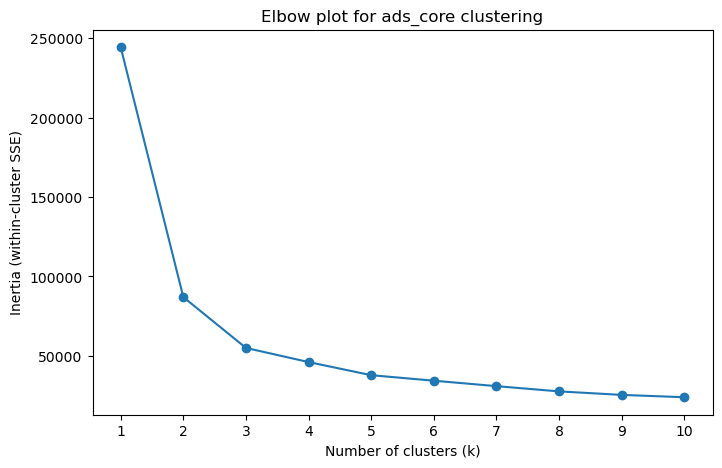 Elbow plot for ads_core clustering
Inertia (within-cluster SSE)
250000
200000
150000
100000
50000
1 2 3 4 5 6 7 8 9 10
Number of clusters (k)